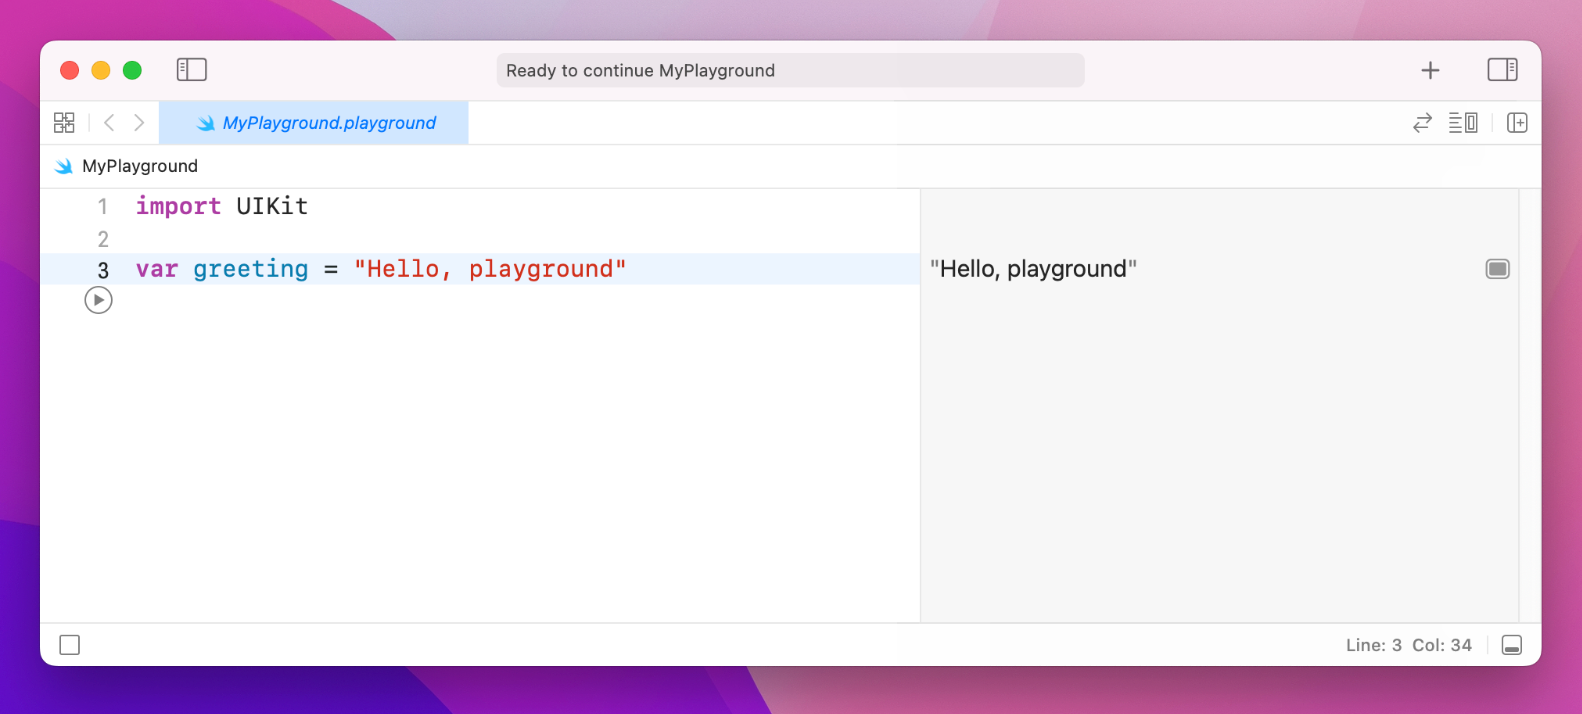 Ready to continue MyPlayground
MyPlayground.playground
MyPlayground
1 import UIKit
2
3 var greeting = "Hello, playground"
"Hello, playground"
Line: 3 Col: 34